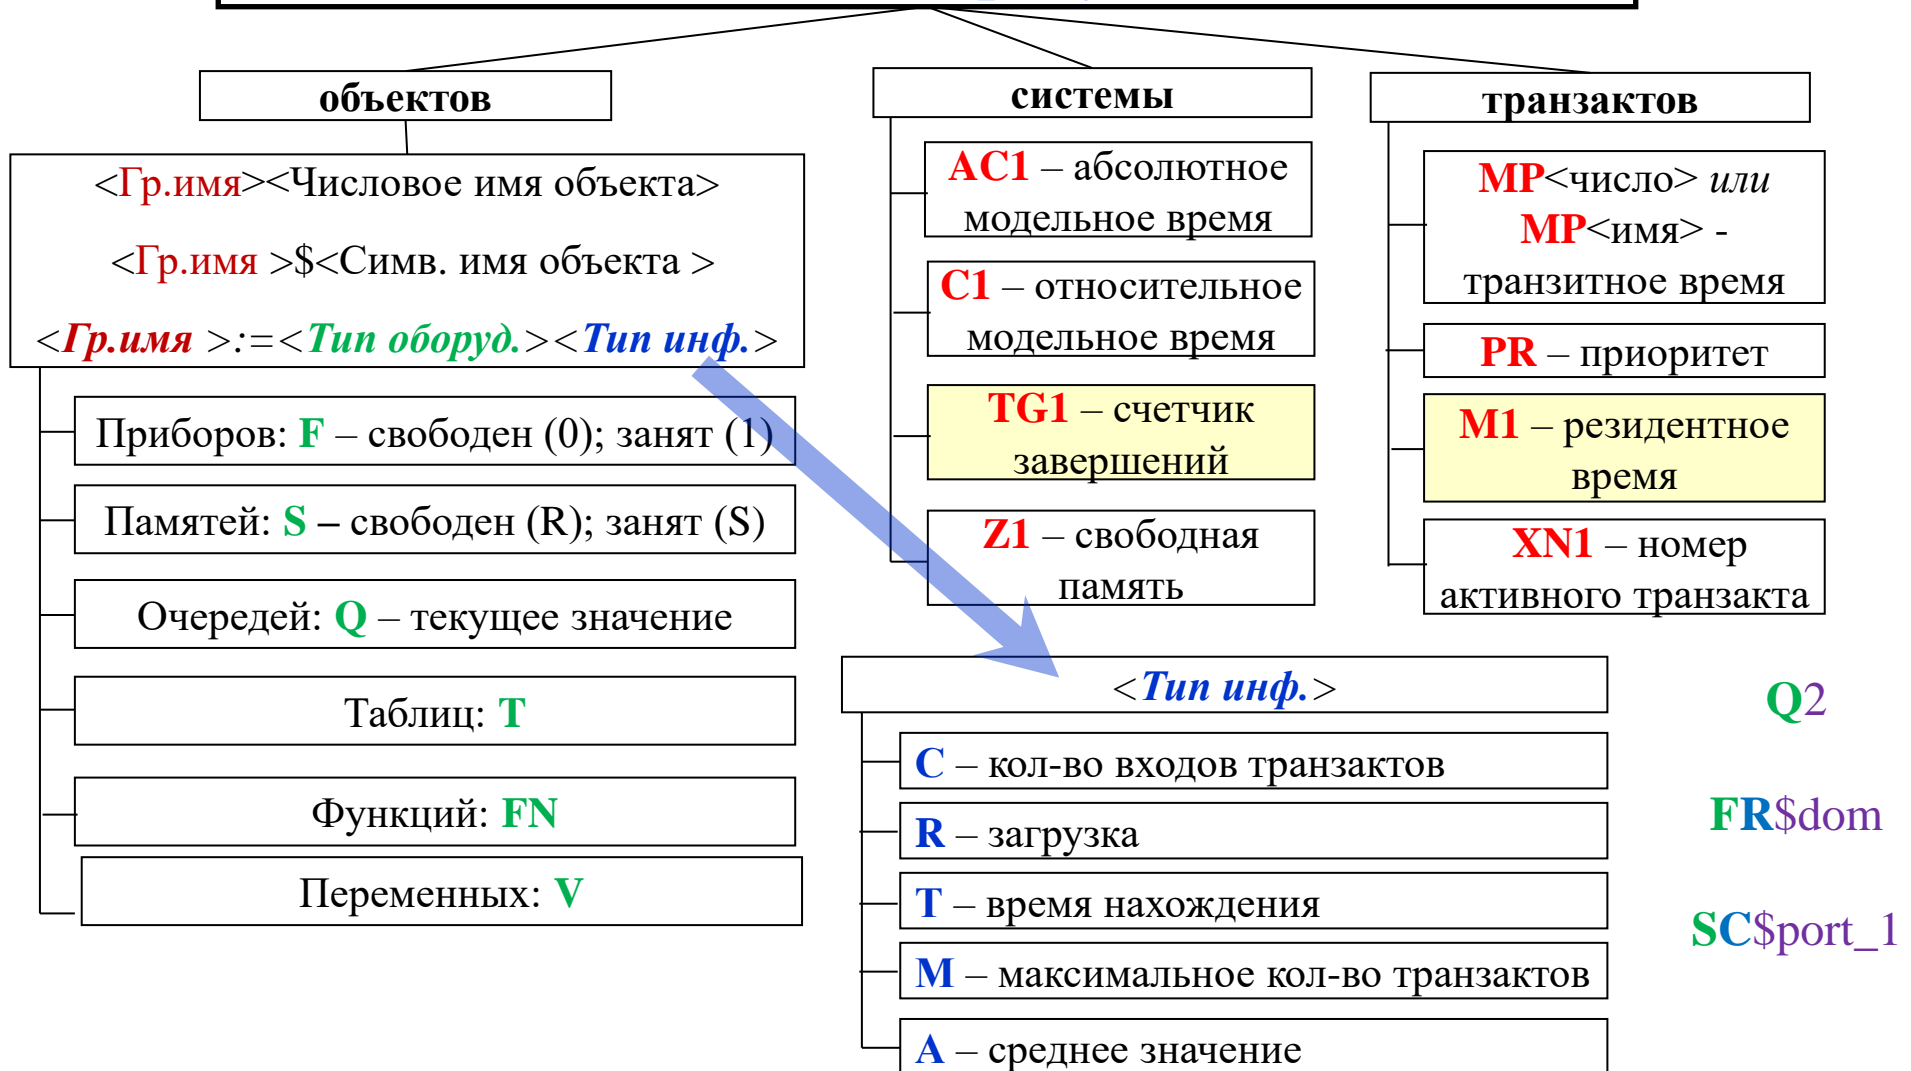 объектов
<Гр.имя><Числовое имя объекта>
<Гр.имя >$<Симв. имя объекта >
<Гр.имя >:=<Тип оборуд.><Тип инф.>
Приборов: F – свободен (0); занят (1)
Памятей: S – свободен (R); занят (S)
Очередей: Q – текущее значение
Таблиц: T
Функций: FN
Переменных: V
системы
AC1 – абсолютное
модельное время
C1 – относительное
модельное время
TG1 – счетчик
завершений
Z1 – свободная
память
транзактов
MP<число> или
MP<имя> -
транзитное время
PR – приоритет
M1 – резидентное
время
XN1 – номер
активного транзакта
<Тип инф.>
C – кол-во входов транзактов
R – загрузка
T – время нахождения
M – максимальное кол-во транзактов
A – среднее значение
Q2
FR$dom
SC$port_1